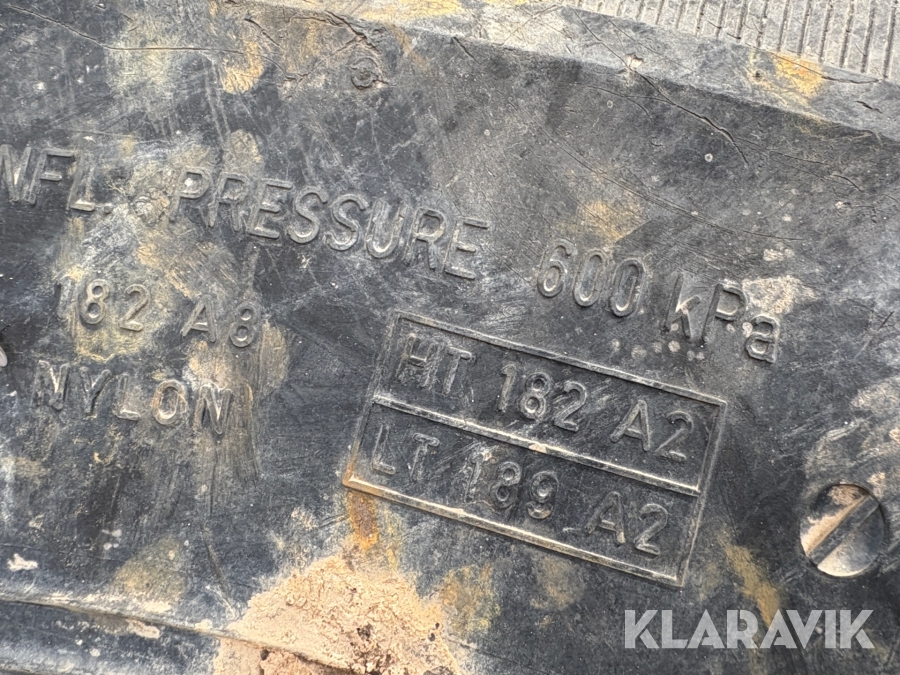 NFL. PRESSURE 600 kPa
182 A8
NYLON
HT 182 A2
LT 189 A2
KLARAVIK